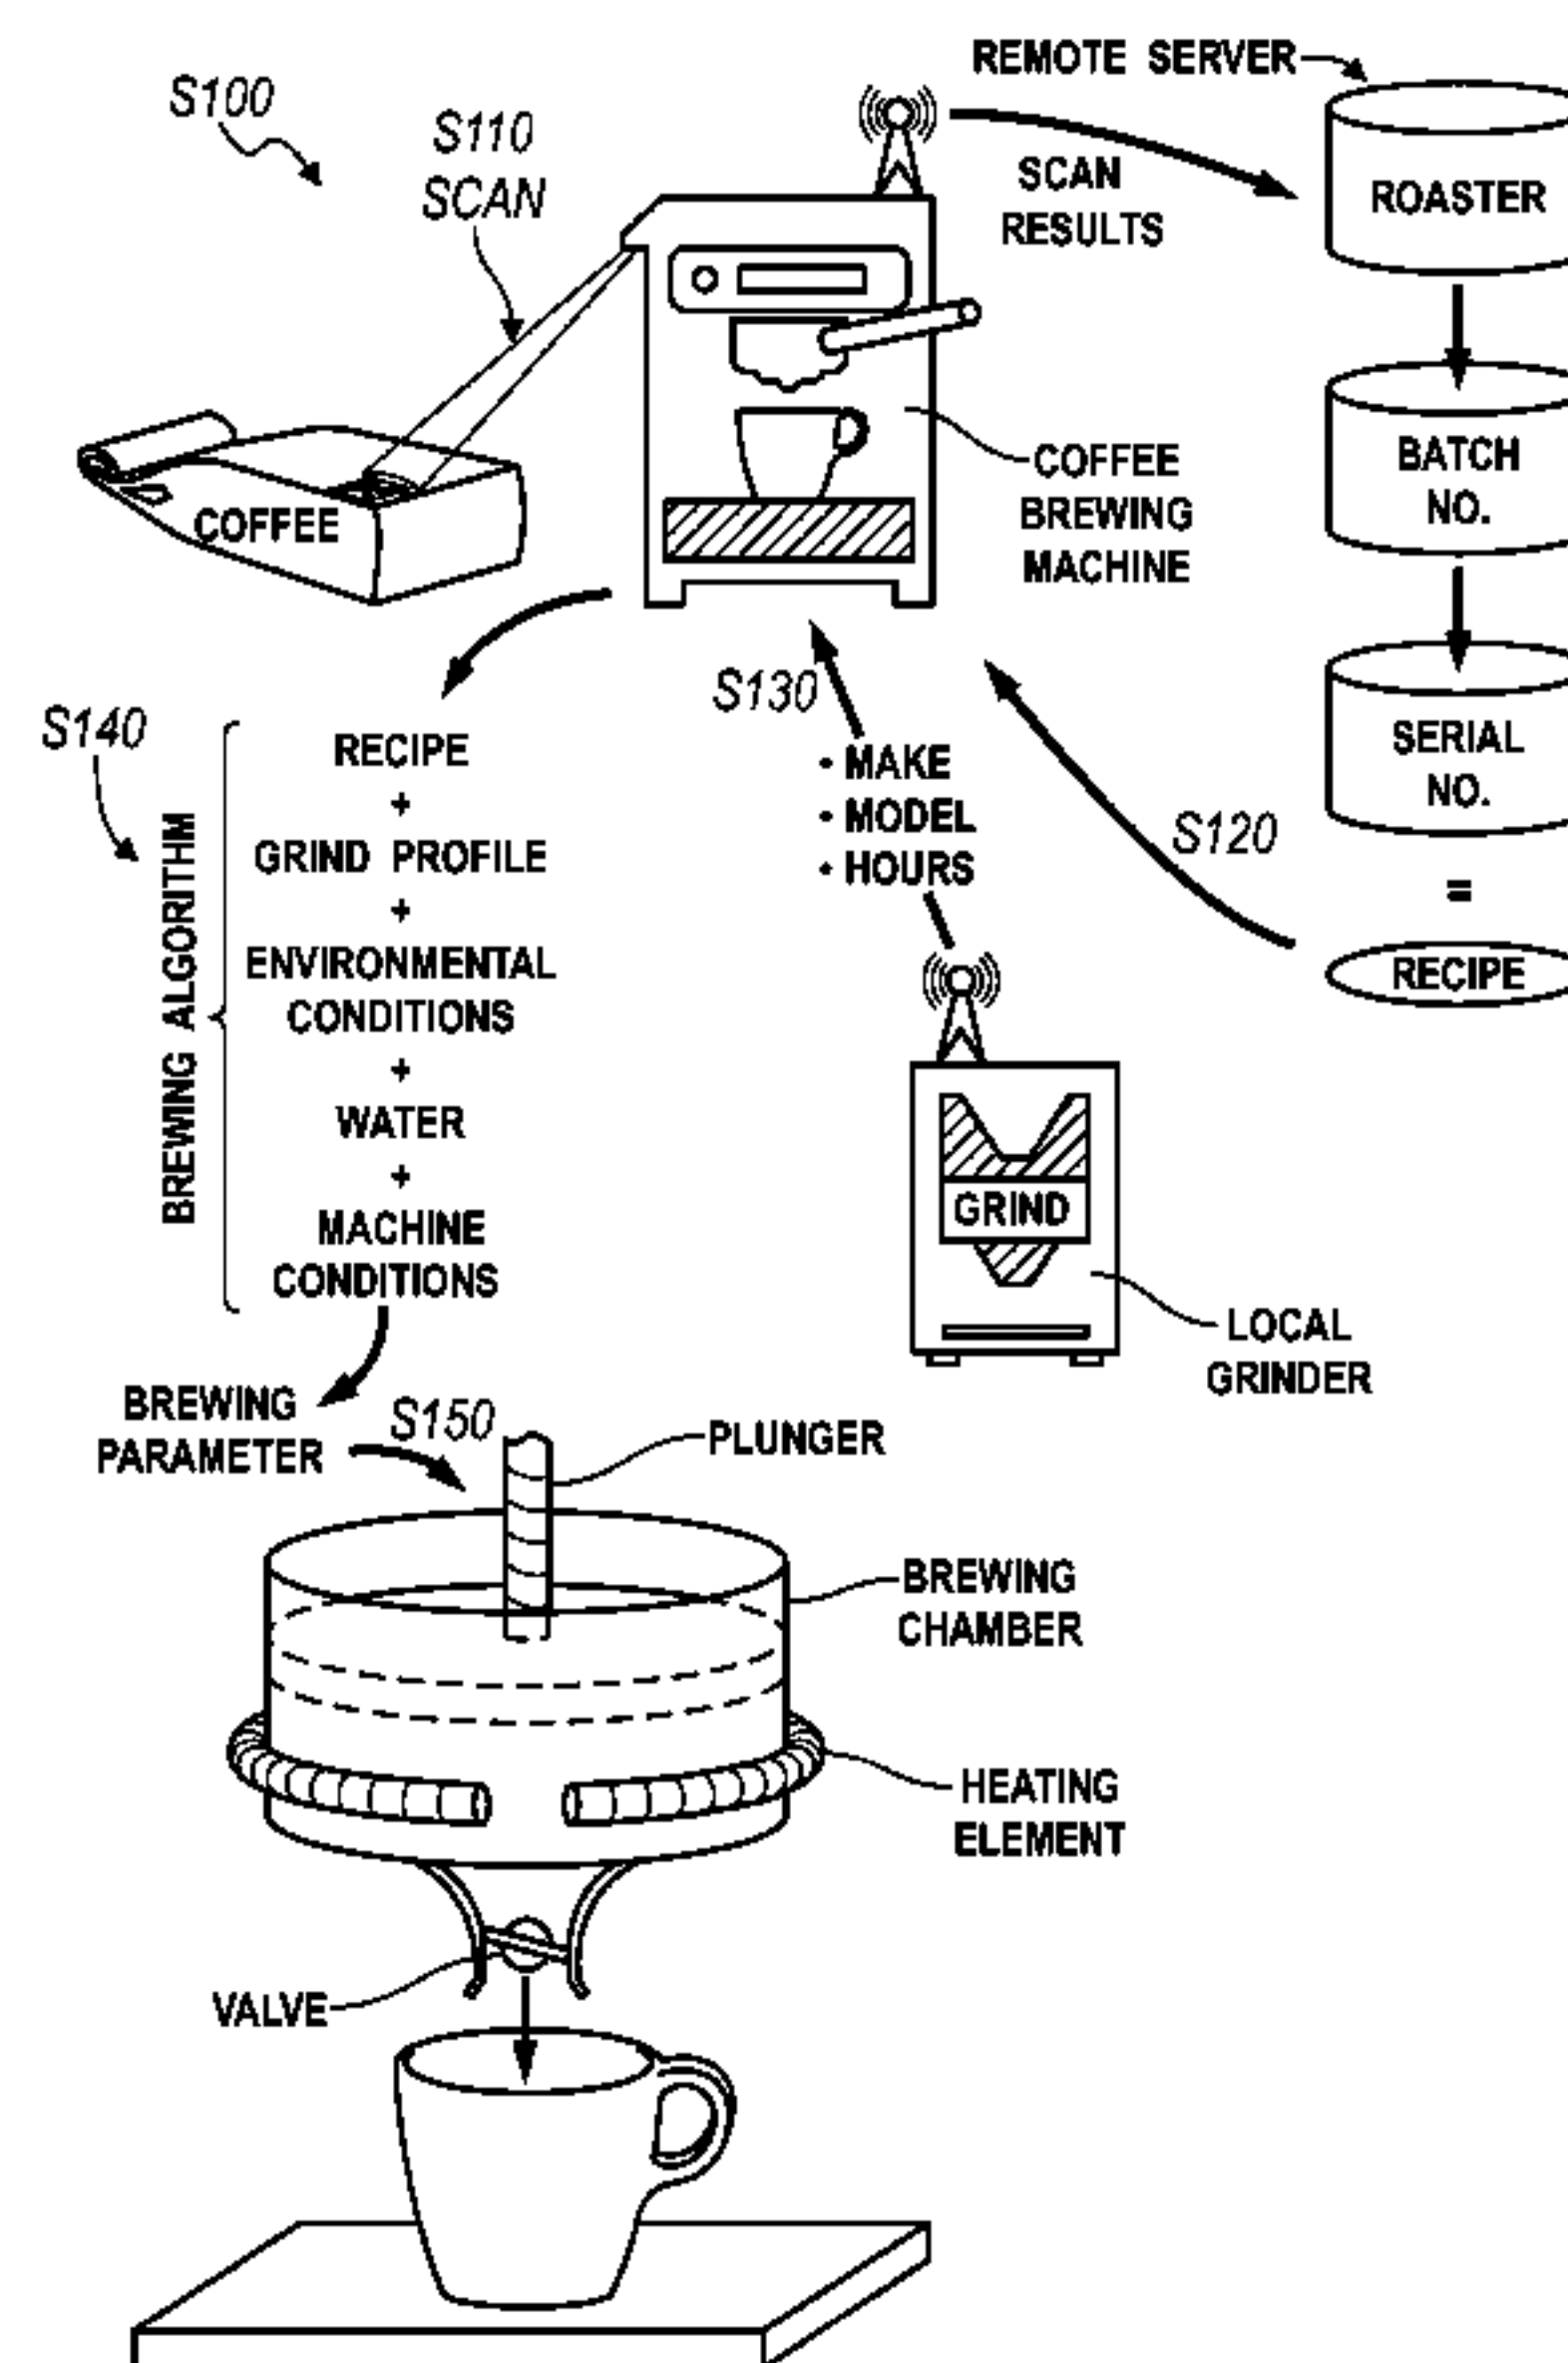 REMOTE SERVER
S100
S110
SCAN
SCAN
RESULTS
ROASTER
COFFEE
COFFEE
BREWING
MACHINE
BATCH
NO.
SERIAL
NO.
=
RECIPE
S120
S130
• MAKE
• MODEL
• HOURS
GRIND
LOCAL
GRINDER
S140
BREWING ALGORITHM
RECIPE
+
GRIND PROFILE
+
ENVIRONMENTAL
CONDITIONS
+
WATER
+
MACHINE
CONDITIONS
BREWING
PARAMETER
S150
PLUNGER
BREWING
CHAMBER
HEATING
ELEMENT
VALVE